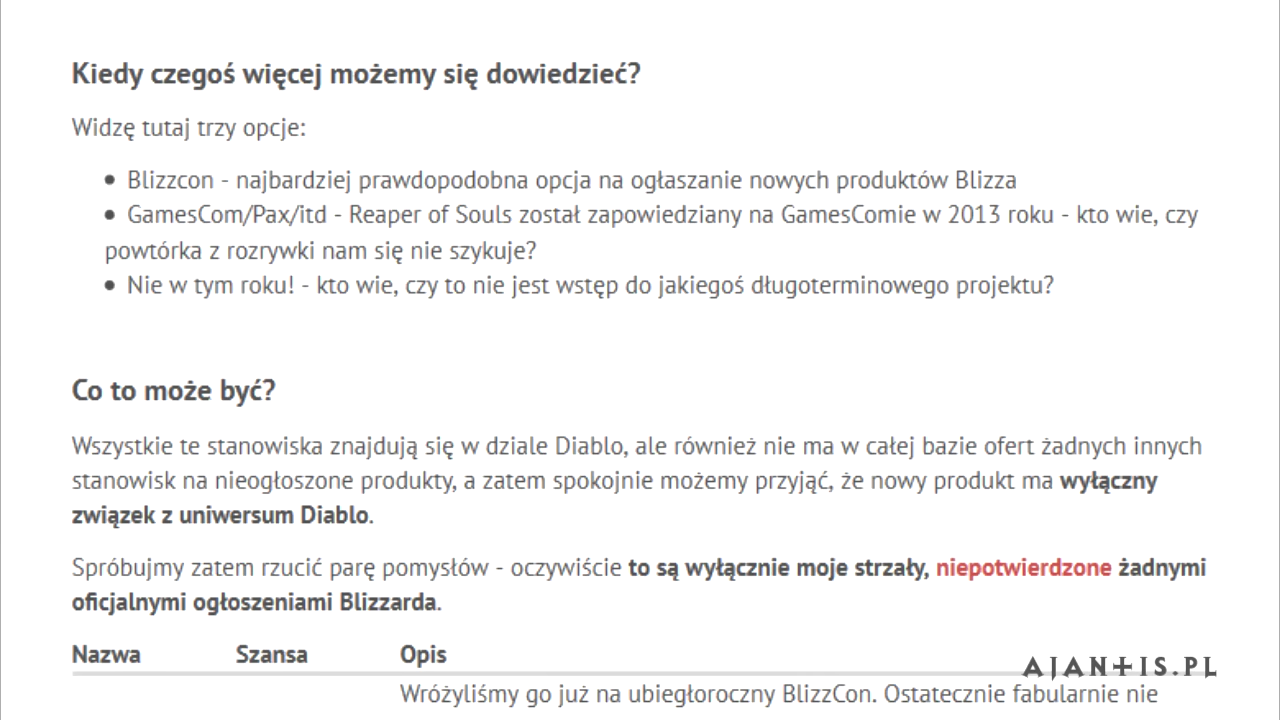 Kiedy czegoś więcej możemy się dowiedzieć?
Widzę tutaj trzy opcje:
• Blizzcon - najbardziej prawdopodobna opcja na ogłaszanie nowych produktów Blizza
• GamesCom/Pax/itd - Reaper of Souls został zapowiedziany na GamesComie w 2013 roku - kto wie, czy
powtórka z rozrywki nam się nie szykuje?
• Nie w tym roku! - kto wie, czy to nie jest wstęp do jakiegoś długoterminowego projektu?
Co to może być?
Wszystkie te stanowiska znajdują się w dziale Diablo, ale również nie ma w całej bazie ofert żadnych innych
stanowisk na nieogłoszone produkty, a zatem spokojnie możemy przyjąć, że nowy produkt ma wyłączny
związek z uniwersum Diablo.
Spróbujmy zatem rzucić parę pomysłów - oczywiście to są wyłącznie moje strzały, niepotwierdzone żadnymi
oficjalnymi ogłoszeniami Blizzarda.
Nazwa Szansa Opis
AJANTIS.PL
Wróżyliśmy go już na ubiegłoroczny BlizzCon. Ostatecznie fabularnie nie